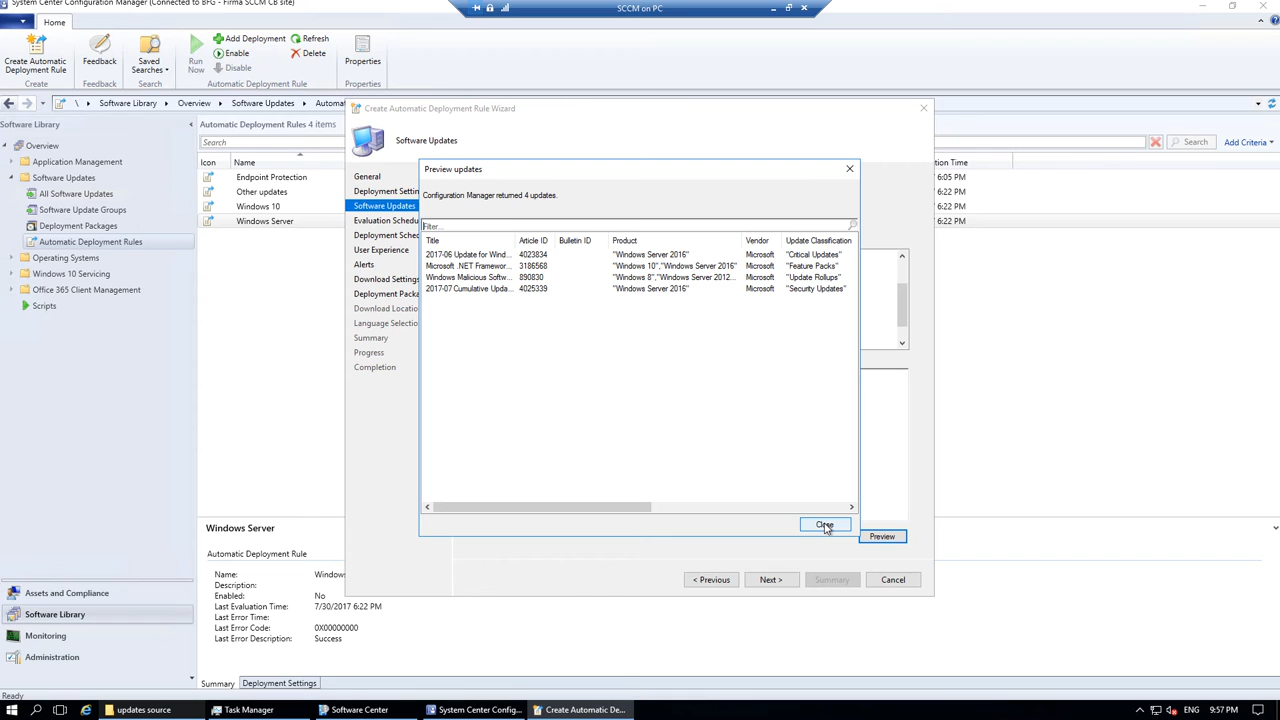 System Center Configuration Manager (Connected to BFG - Firma SCCM CB site)
SCCM on PC
Home
Create Automatic
Deployment Rule
Feedback
Saved
Searches
Run
Now
Add Deployment
Enable
Disable
Refresh
Delete
Properties
Create
Feedback
Search
Automatic Deployment Rule
Properties
\ Software Library Overview Software Updates
Software Library
Overview
Application Management
Software Updates
All Software Updates
Software Update Groups
Deployment Packages
Automatic Deployment Rules
Operating Systems
Windows 10 Servicing
Office 365 Client Management
Scripts
Automatic Deployment Rules 4 items
Search
Search
Add Criteria
Icon Name
Endpoint Protection
Other updates
Windows 10
Windows Server
6:05 PM
6:22 PM
6:22 PM
6:22 PM
Create Automatic Deployment Rule Wizard
Software Updates
General
Software Updates
User Experience
Alerts
Summary
Progress
Completion
Preview updates
Configuration Manager returned 4 updates.
Filter...
Title Article ID Bulletin ID Product Vendor Update Classification
2017-06 Update for Wind... 4023834 "Windows Server 2016" Microsoft "Critical Updates"
Microsoft .NET Framewor... 3186568 "Windows 10","Windows Server 2016" Microsoft "Feature Packs"
Windows Malicious Softw... 890830 "Windows 8","Windows Server 2012... Microsoft "Update Rollups"
2017-07 Cumulative Upda... 4025339 "Windows Server 2016" Microsoft "Security Updates"
Close
Preview
< Previous
Next >
Summary
Cancel
Windows Server
Automatic Deployment Rule
Name:
Description:
Enabled: No
Last Evaluation Time: 7/30/2017 6:22 PM
Last Error Time:
Last Error Code: 0X00000000
Last Error Description: Success
Assets and Compliance
Software Library
Monitoring
Administration
Summary Deployment Settings
Ready
updates source
Task Manager
Software Center
System Center Config...
Create Automatic De...
ENG
9:57 PM